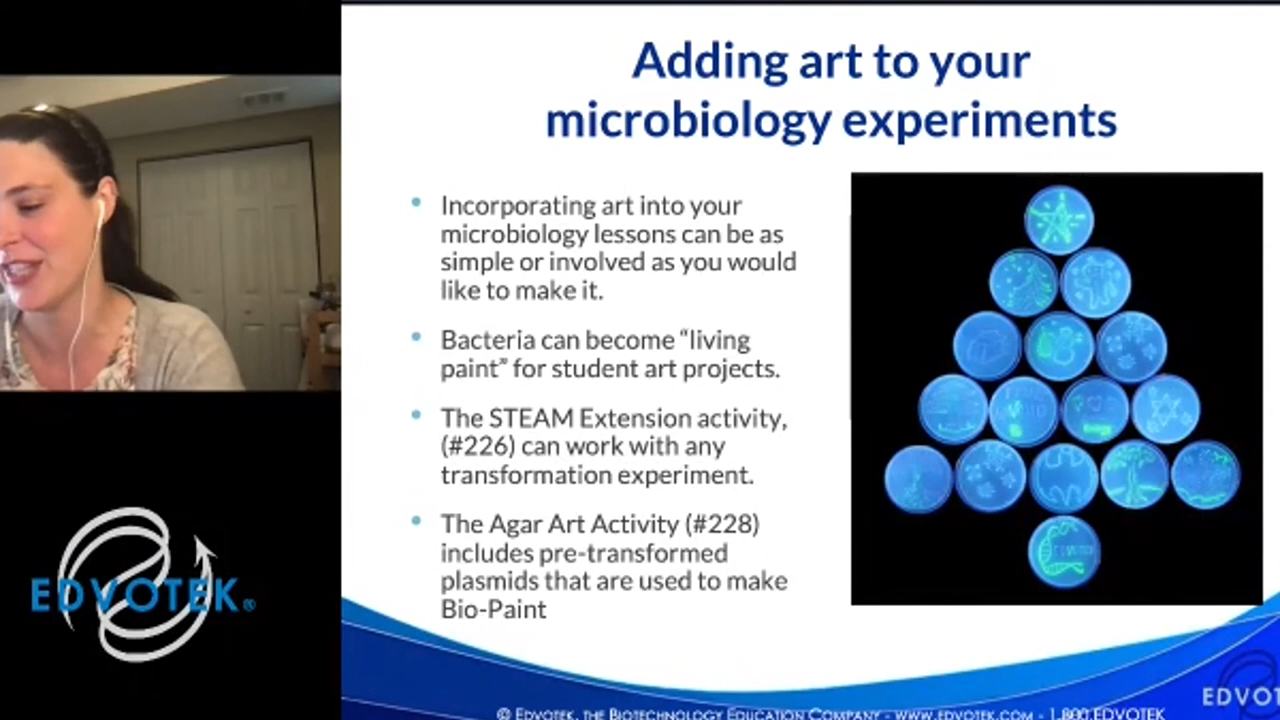 Adding art to your
microbiology experiments
• Incorporating art into your
microbiology lessons can be as
simple or involved as you would
like to make it.
• Bacteria can become “living
paint” for student art projects.
• The STEAM Extension activity,
(#226) can work with any
transformation experiment.
• The Agar Art Activity (#228)
includes pre-transformed
plasmids that are used to make
Bio-Paint
EDVOTEK®
EDVOT
© EDVOTEK, THE BIOTECHNOLOGY EDUCATION COMPANY - WWW.EDVOTEK.COM - 1.800.EDVOTEK